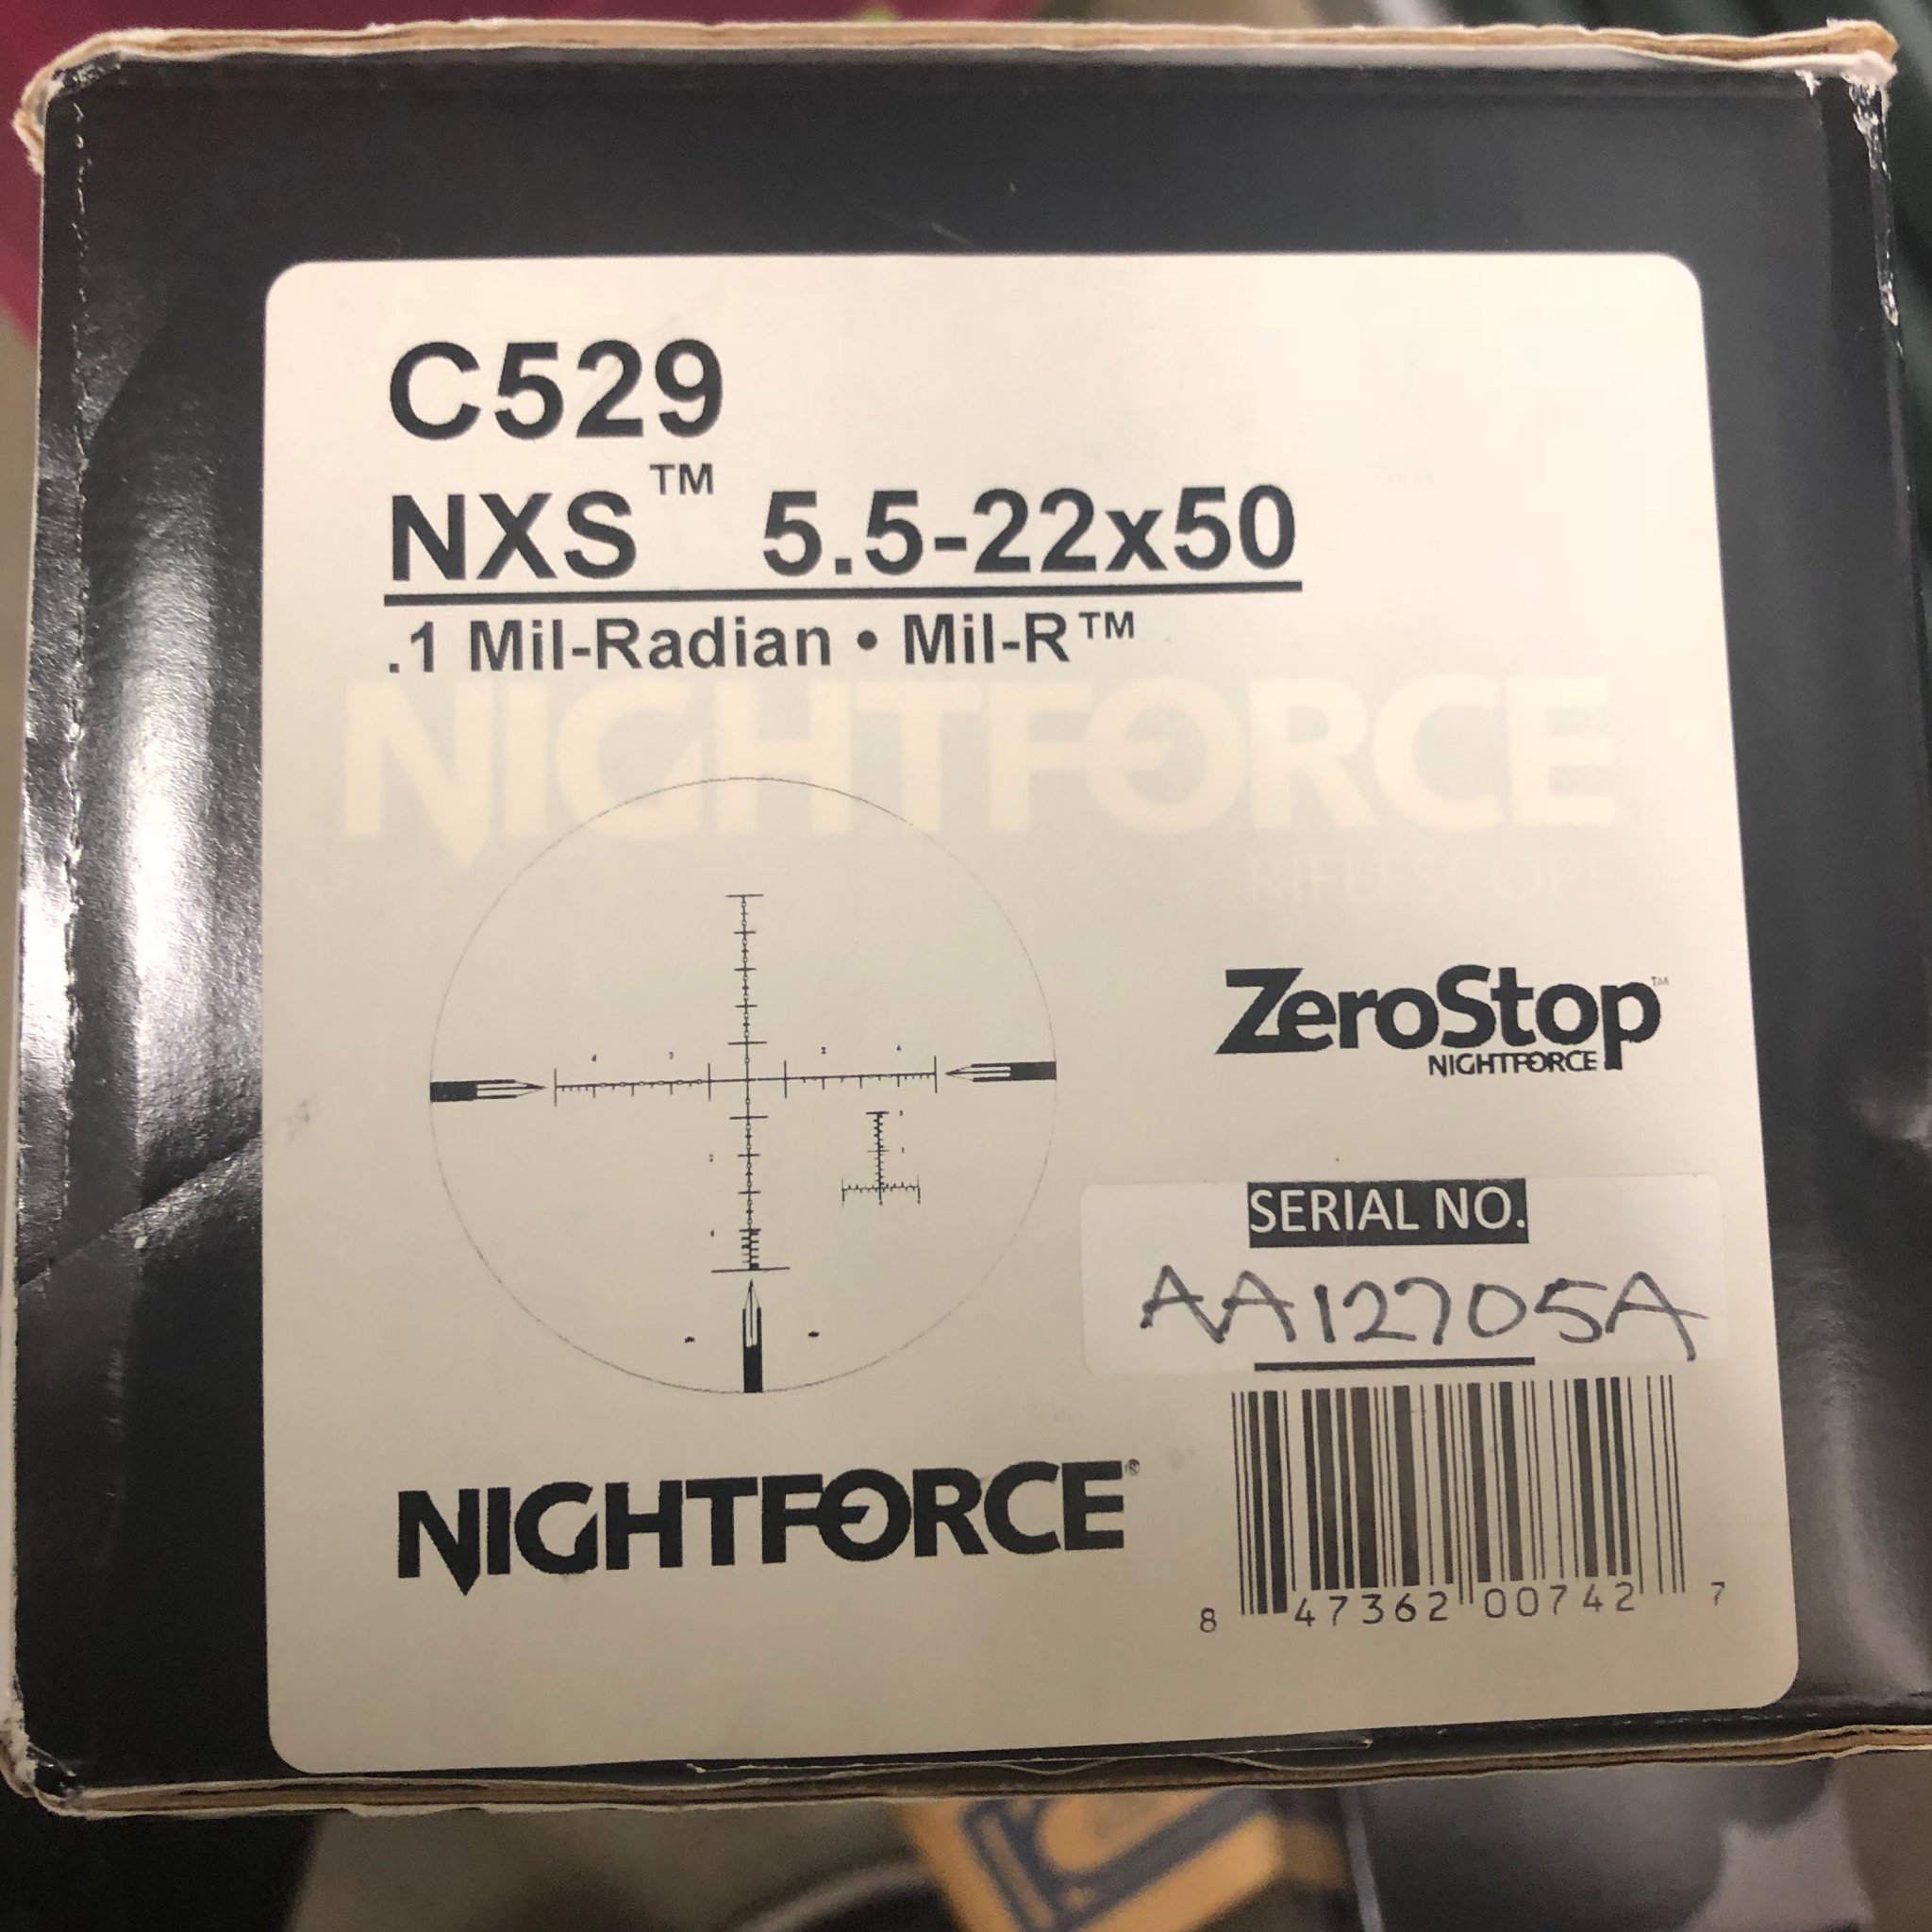 C529
NXS™ 5.5-22x50
.1 Mil-Radian • Mil-R™
NIGHTFORCE
RIFLESCOPE
ZeroStop™
NIGHTFORCE
SERIAL NO.
AA12705A
NIGHTFORCE®
8 47362 00742 7